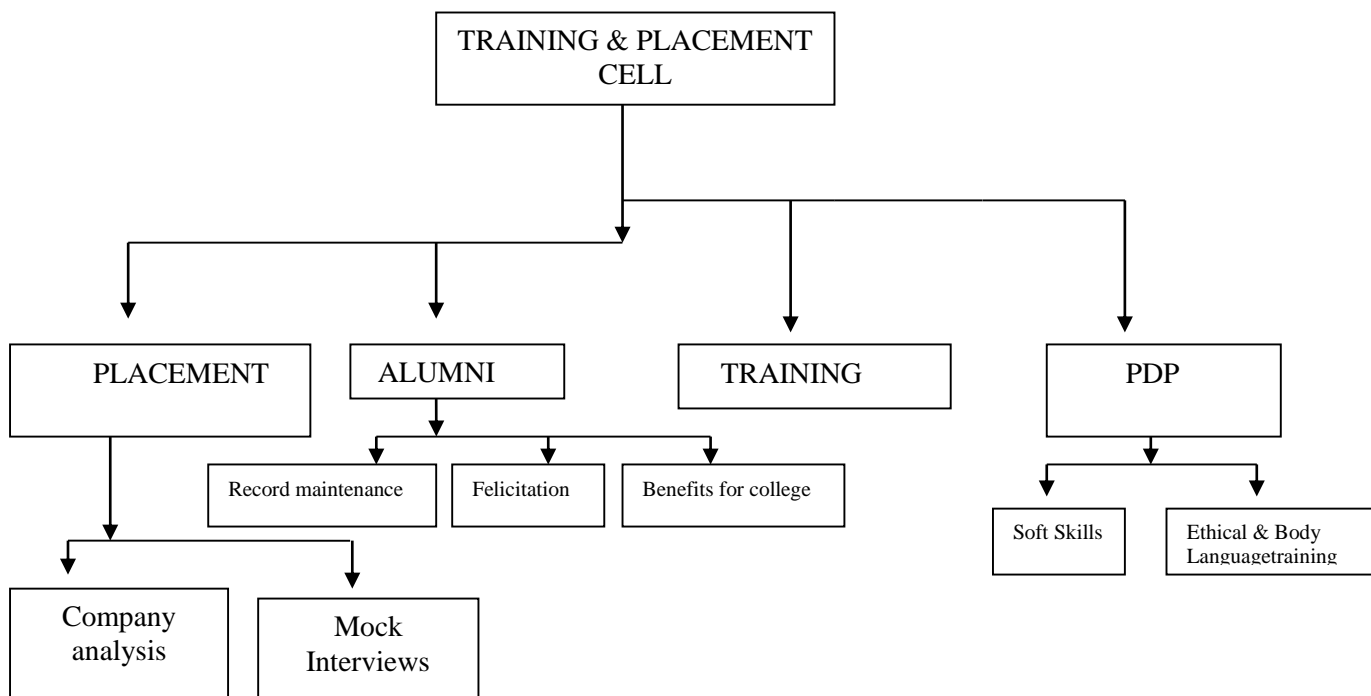 TRAINING & PLACEMENT
CELL
PLACEMENT
ALUMNI
TRAINING
PDP
Record maintenance
Felicitation
Benefits for college
Soft Skills
Ethical & Body
Languagetraining
Company
analysis
Mock
Interviews